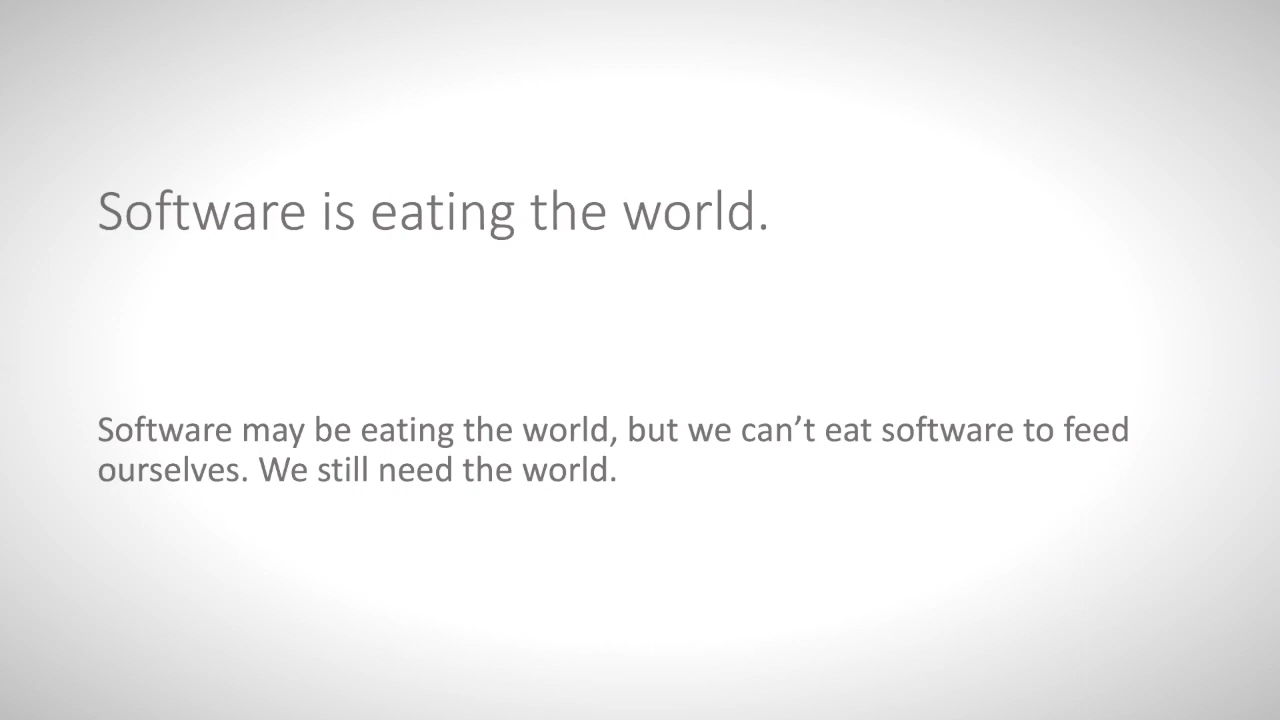 Software is eating the world.
Software may be eating the world, but we can’t eat software to feed
ourselves. We still need the world.